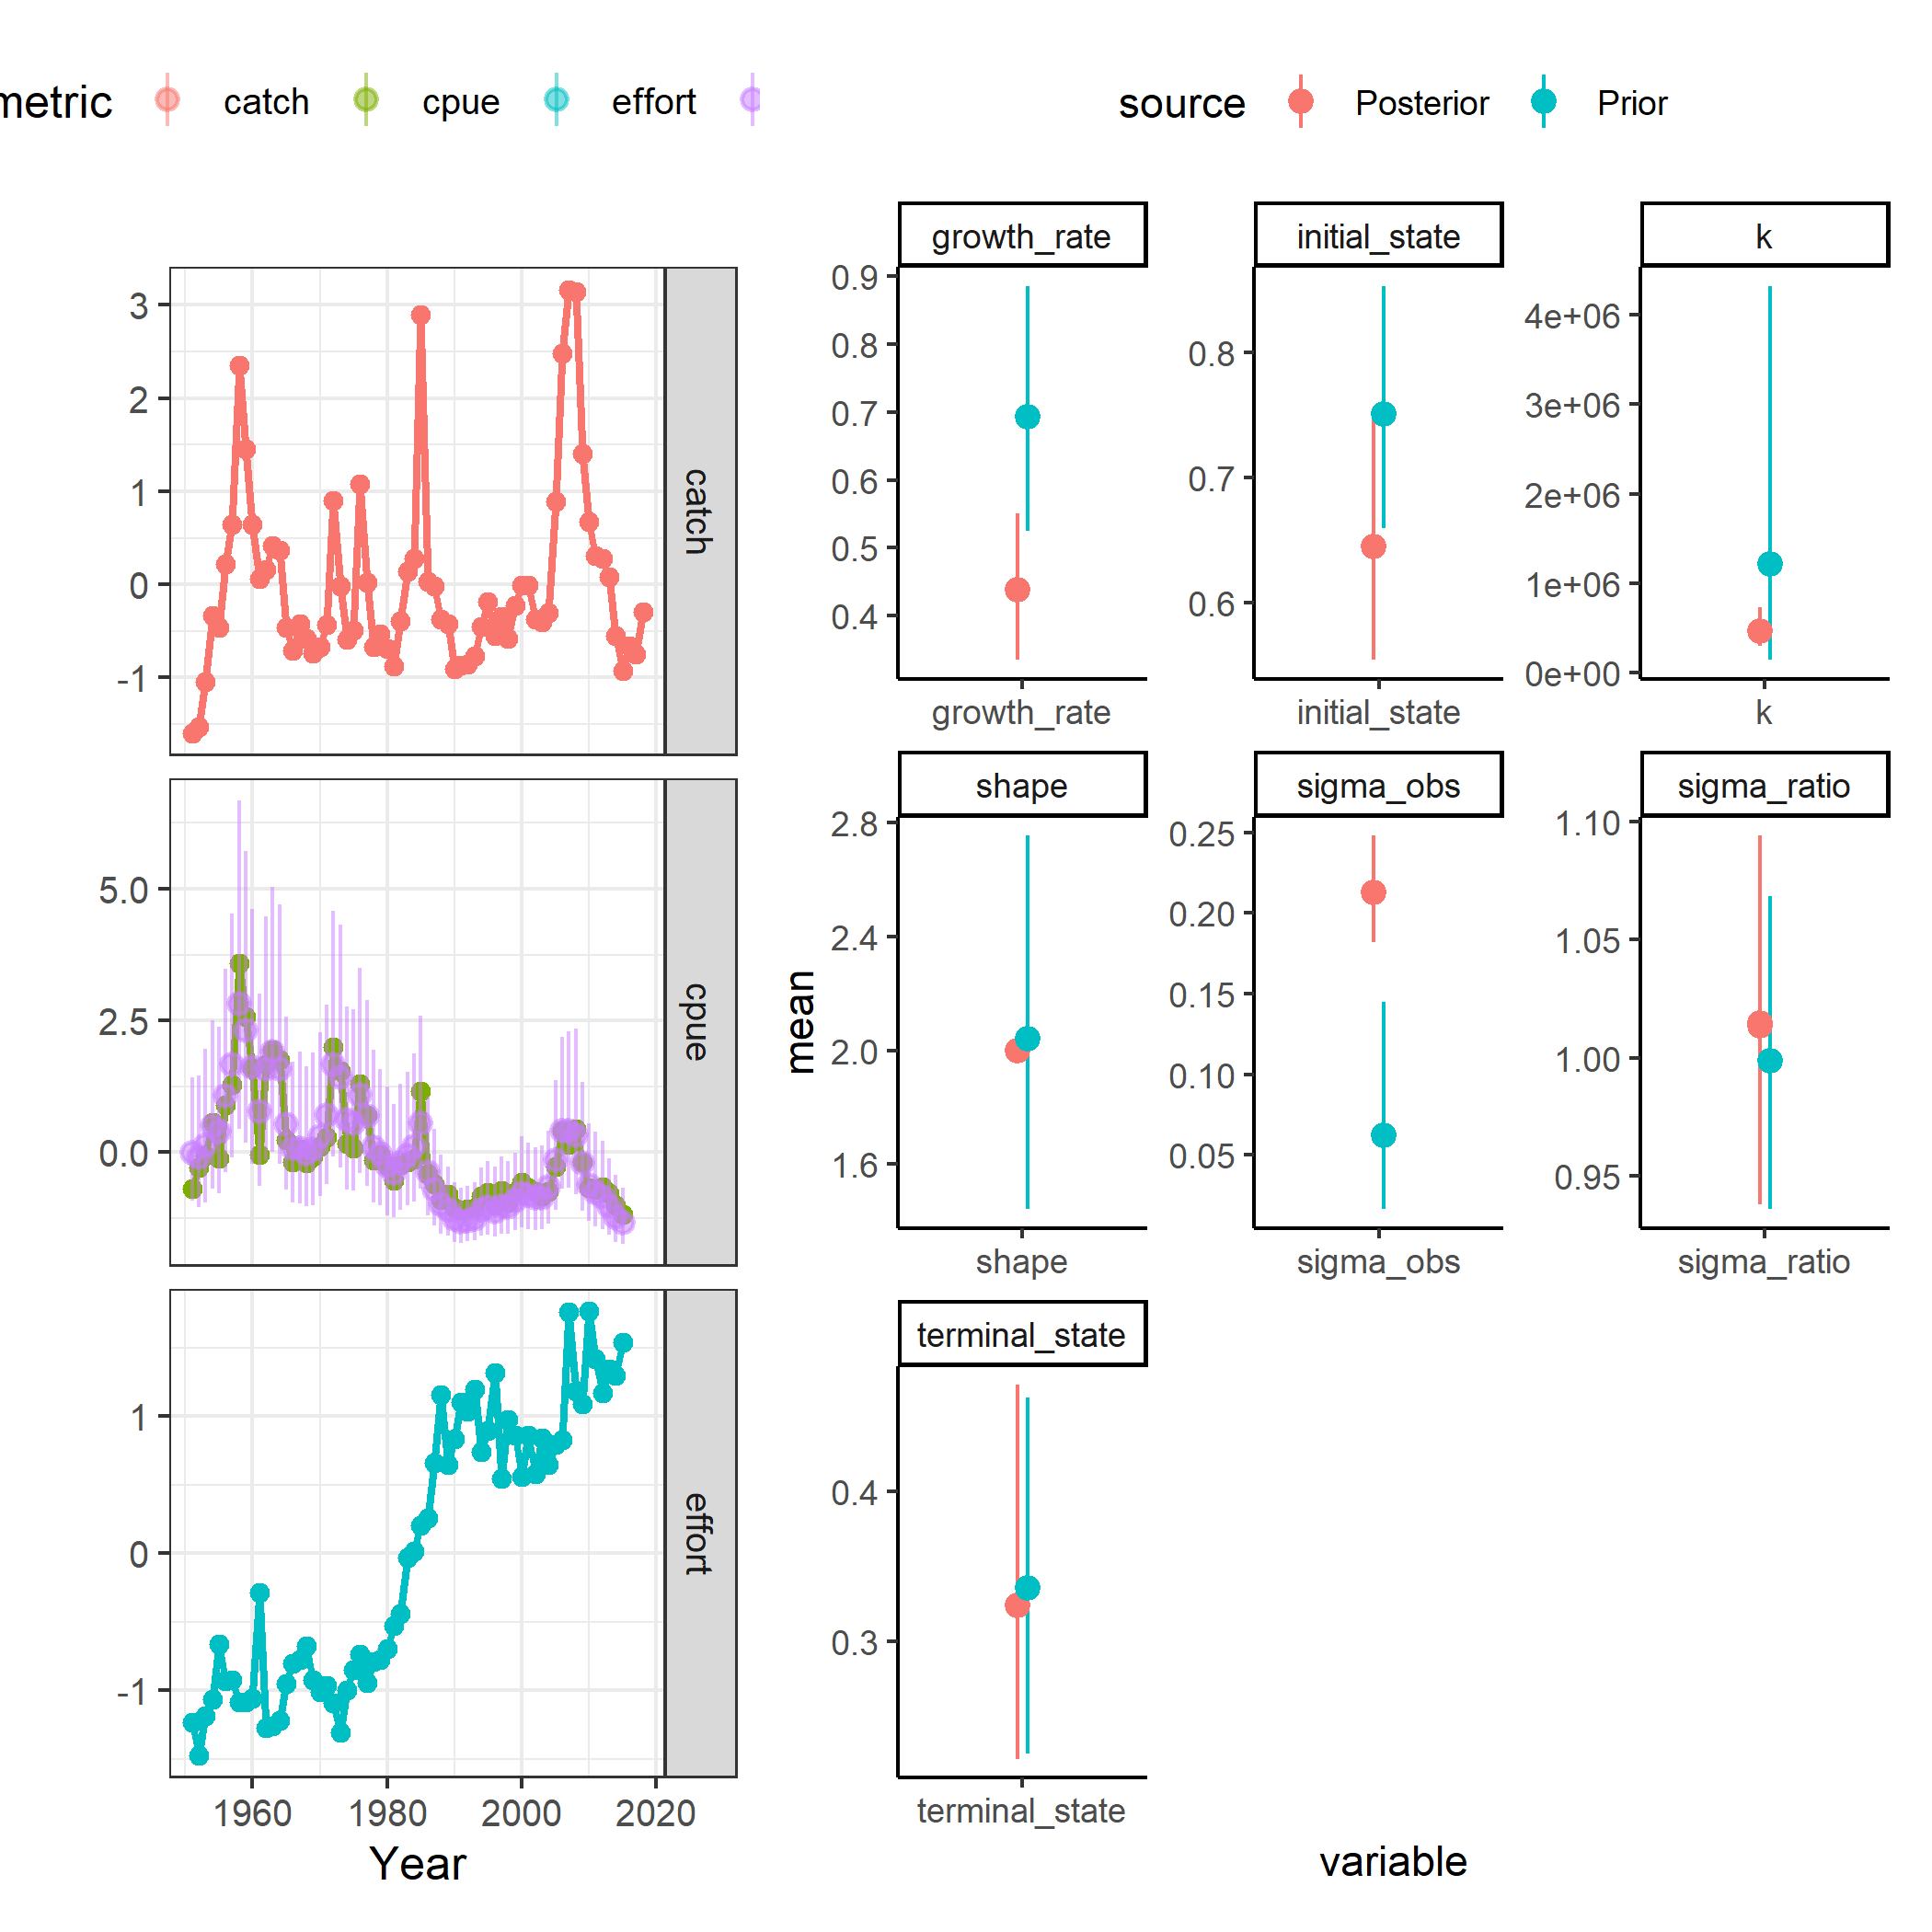 metric catch cpue effort
source Posterior Prior
3
2
1
0
-1
catch
5.0
2.5
0.0
cpue
1
0
-1
effort
1960 1980 2000 2020
Year
mean
growth_rate
0.9
0.8
0.7
0.6
0.5
0.4
growth_rate
initial_state
0.8
0.7
0.6
initial_state
k
4e+06
3e+06
2e+06
1e+06
0e+00
k
shape
2.8
2.4
2.0
1.6
shape
sigma_obs
0.25
0.20
0.15
0.10
0.05
sigma_obs
sigma_ratio
1.10
1.05
1.00
0.95
sigma_ratio
terminal_state
0.4
0.3
terminal_state
variable